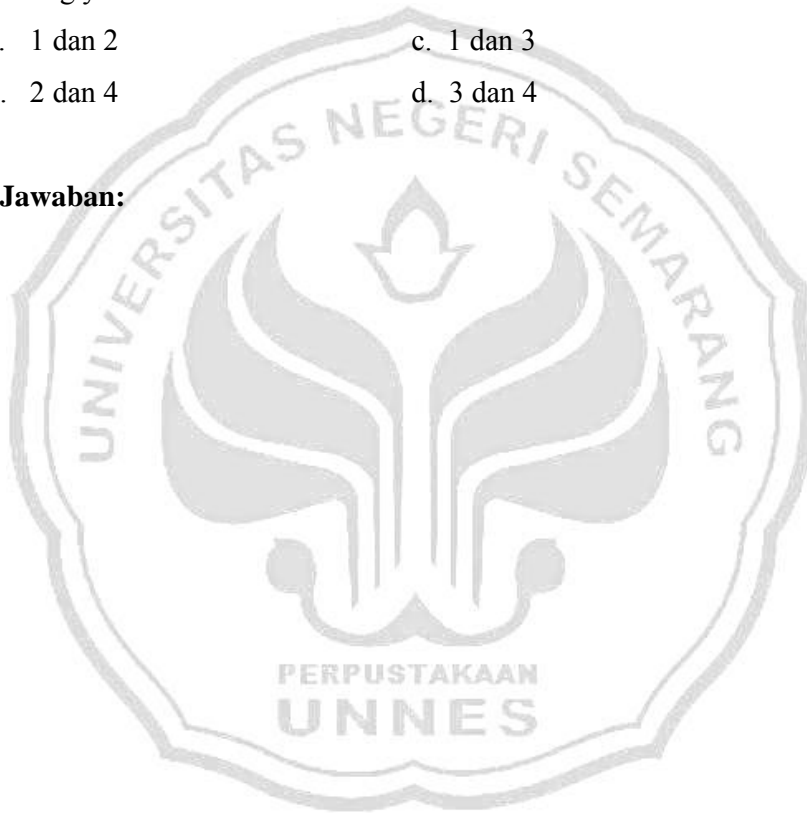 . 1 dan 2 c. 1 dan 3
. 2 dan 4 d. 3 dan 4
Jawaban:
UNIVERSITAS NEGERI SEMARANG
PERPUSTAKAAN
UNNES